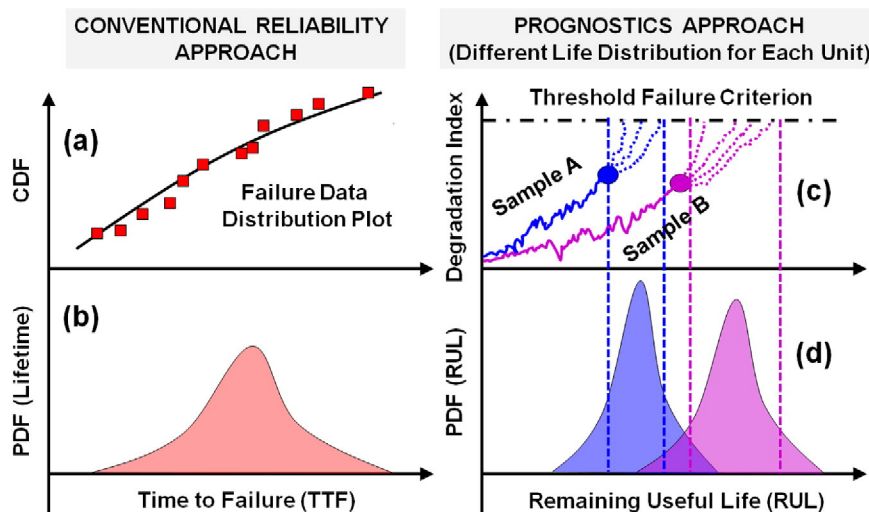 CONVENTIONAL RELIABILITY
APPROACH
PROGNOSTICS APPROACH
(Different Life Distribution for Each Unit)
(a)
CDF
Failure Data
Distribution Plot
Threshold Failure Criterion
Degradation Index
Sample A
Sample B
(c)
(b)
PDF (Lifetime)
Time to Failure (TTF)
(d)
PDF (RUL)
Remaining Useful Life (RUL)